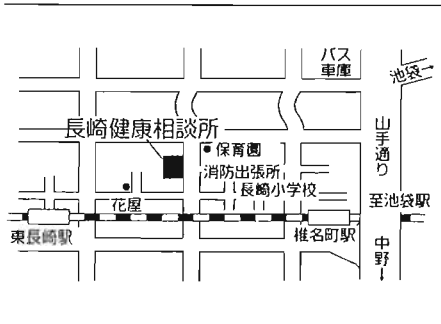 バス
車庫
池袋→
山手通り
長崎健康相談所
保育園
消防出張所
長崎小学校
花屋
至池袋駅
東長崎駅
椎名町駅
中野
↓